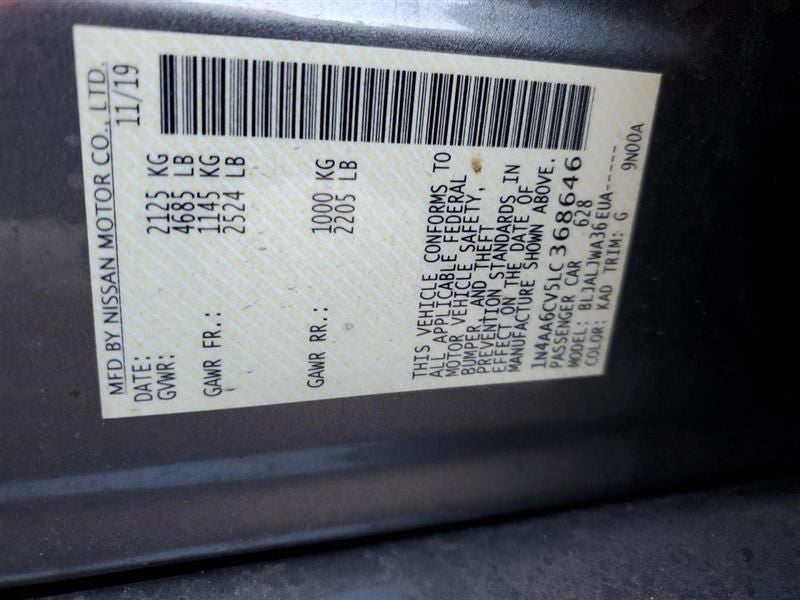 MFD BY NISSAN MOTOR CO., LTD.
DATE: 11/19
GVWR: 2125 KG
4685 LB
GAWR FR.: 1145 KG
2524 LB
GAWR RR.: 1000 KG
2205 LB
THIS VEHICLE CONFORMS TO
ALL APPLICABLE FEDERAL
MOTOR VEHICLE SAFETY,
BUMPER, AND THEFT
PREVENTION STANDARDS IN
EFFECT ON THE DATE OF
MANUFACTURE SHOWN ABOVE.
1N4AA6CV5LC368646
PASSENGER CAR 628
MODEL: BLJALJWA36EUA-----
COLOR: KAD TRIM: G 9N00A